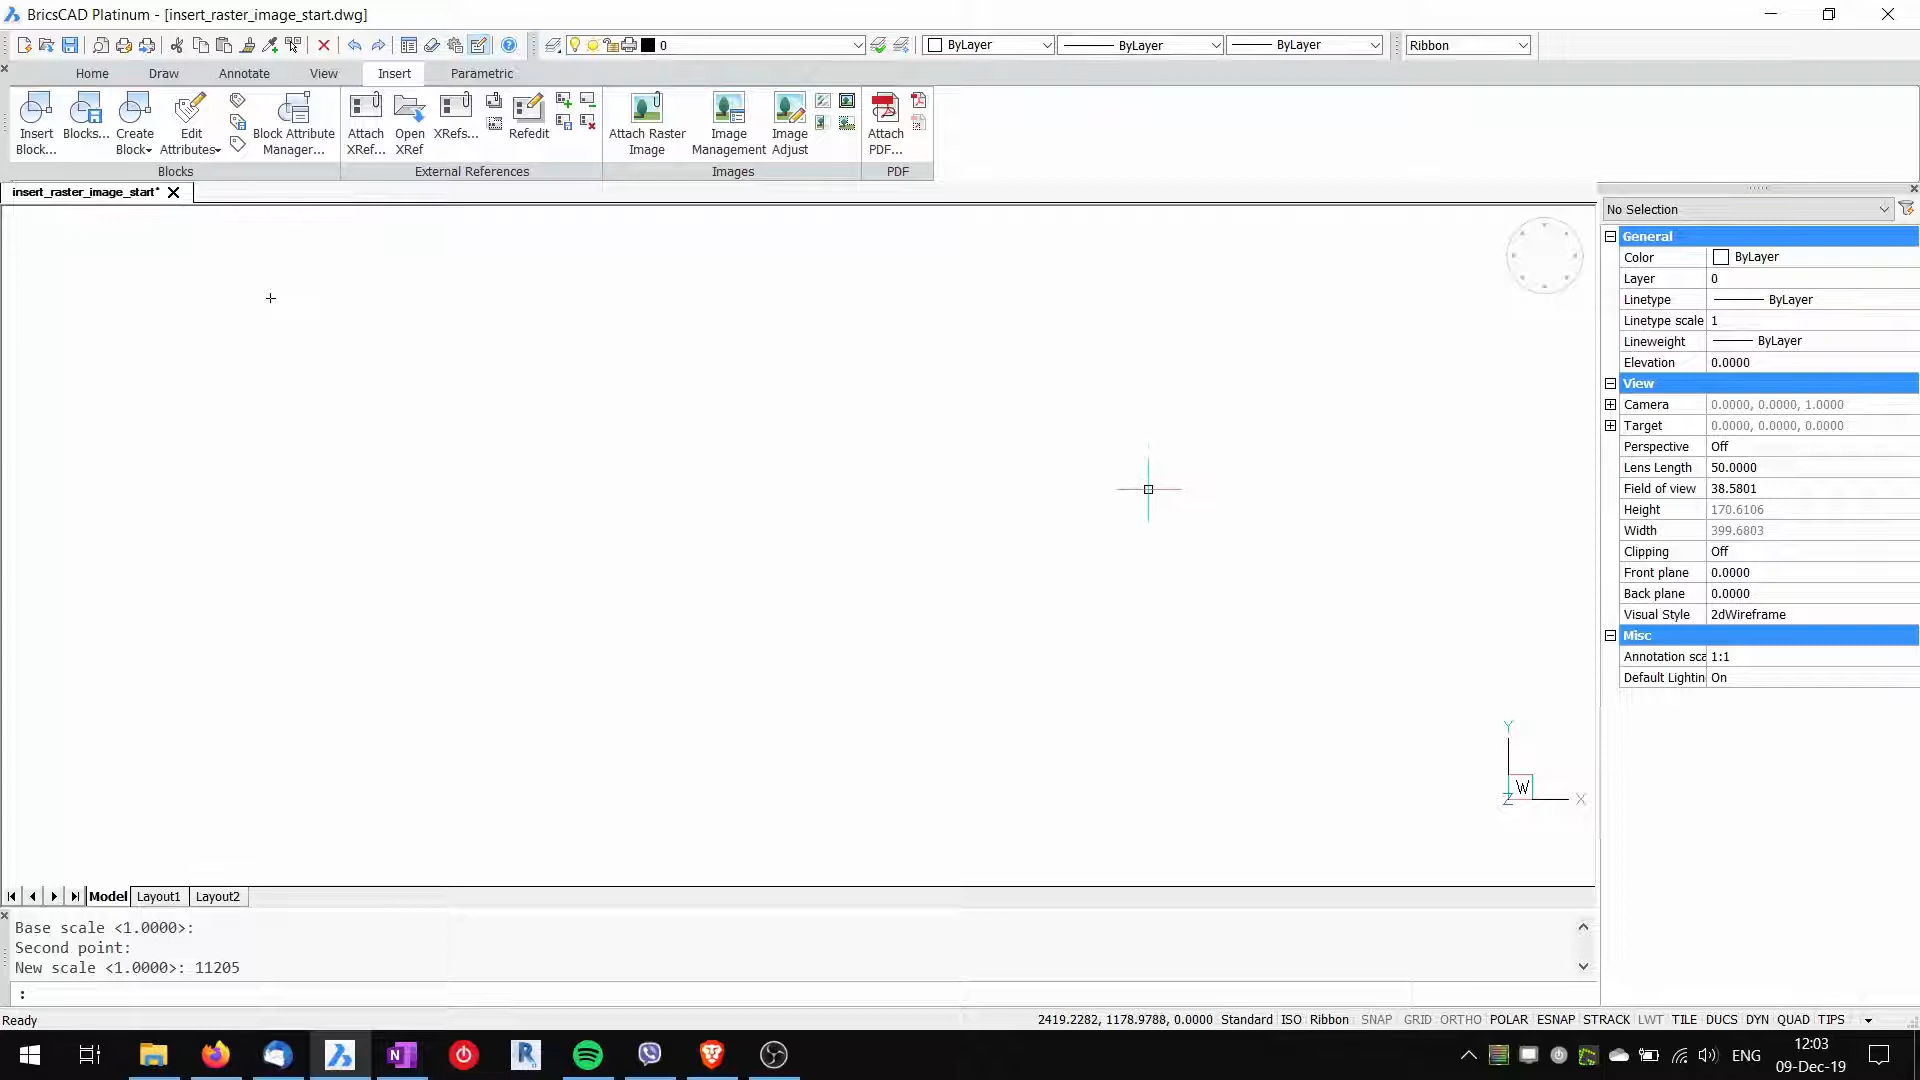 BricsCAD Platinum - [insert_raster_image_start.dwg]
0 ByLayer ByLayer ByLayer Ribbon
Home Draw Annotate View Insert Parametric
Insert Block... Blocks... Create Block Edit Attributes Block Attribute Manager... Attach XRef... Open XRef XRefs... Refedit Attach Raster Image Image Management Image Adjust Attach PDF...
Blocks External References Images PDF
insert_raster_image_start*
No Selection
General
Color ByLayer
Layer 0
Linetype ByLayer
Linetype scale 1
Lineweight ByLayer
Elevation 0.0000
View
Camera 0.0000, 0.0000, 1.0000
Target 0.0000, 0.0000, 0.0000
Perspective Off
Lens Length 50.0000
Field of view 38.5801
Height 170.6106
Width 399.6803
Clipping Off
Front plane 0.0000
Back plane 0.0000
Visual Style 2dWireframe
Misc
Annotation sca 1:1
Default Lightin On
Y
W
Z X
Model Layout1 Layout2
Base scale <1.0000>:
Second point:
New scale <1.0000>: 11205
:
Ready 2419.2282, 1178.9788, 0.0000 Standard ISO Ribbon SNAP GRID ORTHO POLAR ESNAP STRACK LWT TILE DUCS DYN QUAD TIPS
N R ENG 12:03
09-Dec-19